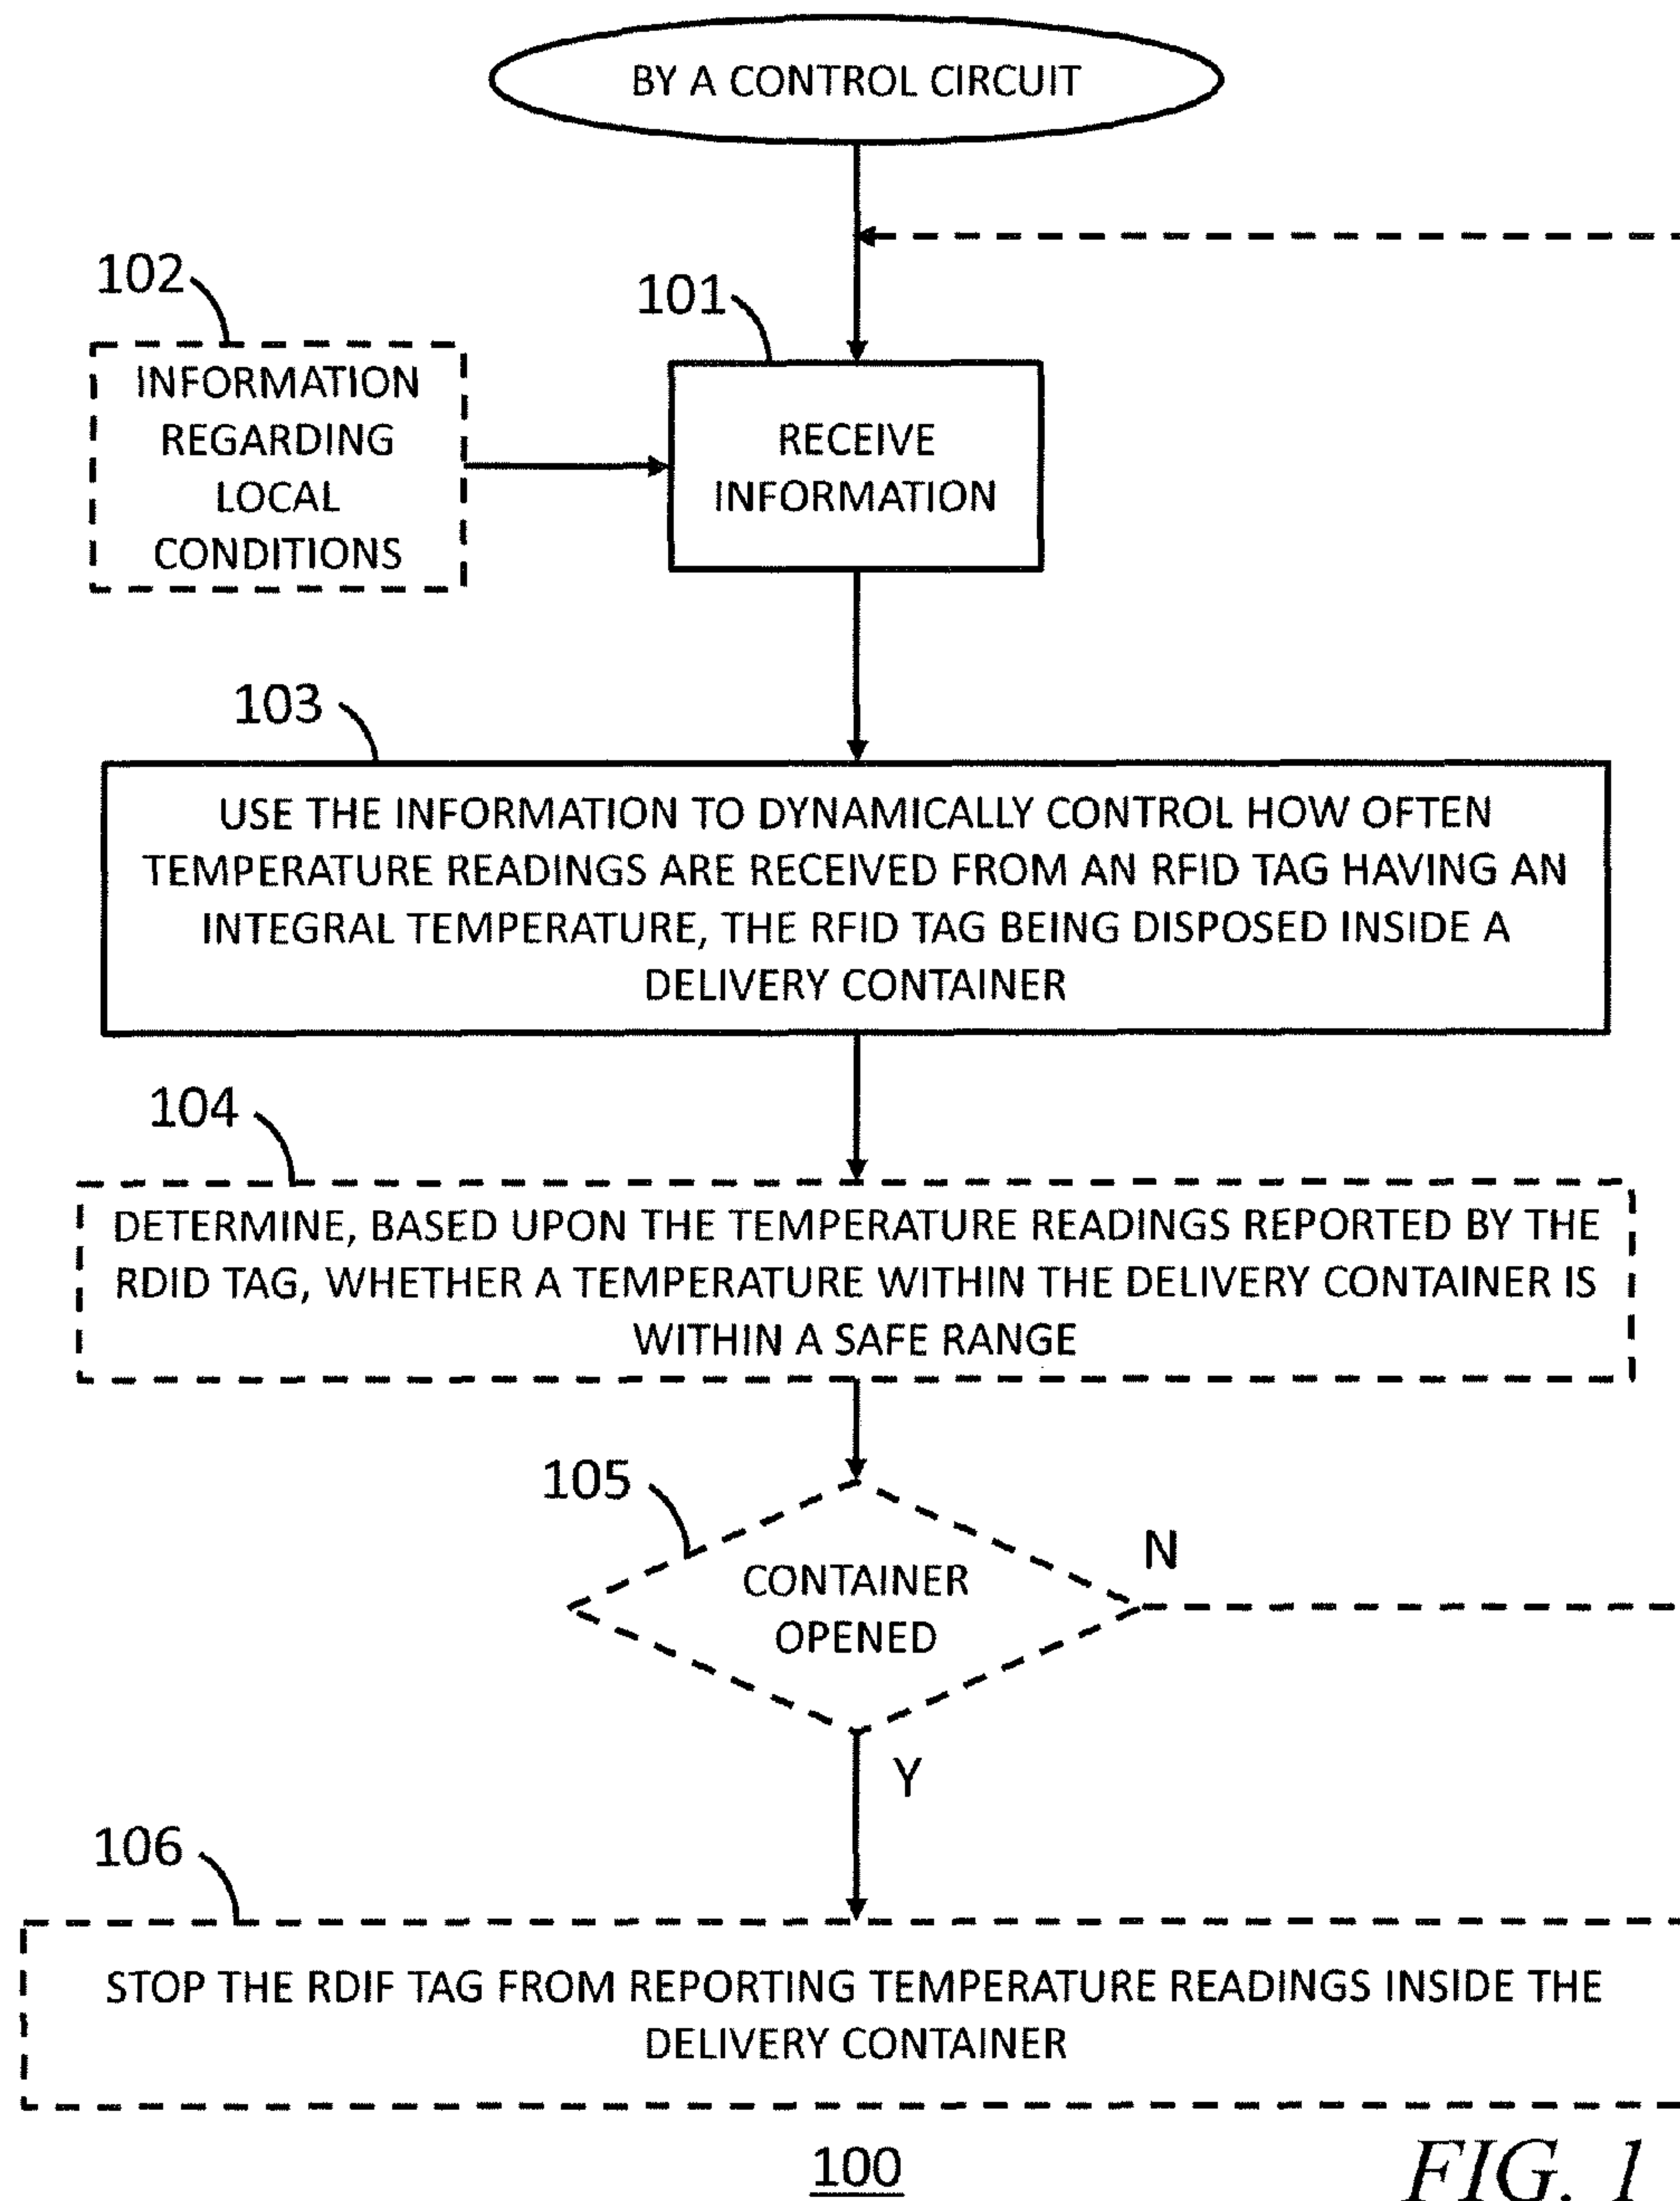 BY A CONTROL CIRCUIT
102
INFORMATION
REGARDING
LOCAL
CONDITIONS
101
RECEIVE
INFORMATION
103
USE THE INFORMATION TO DYNAMICALLY CONTROL HOW OFTEN
TEMPERATURE READINGS ARE RECEIVED FROM AN RFID TAG HAVING AN
INTEGRAL TEMPERATURE, THE RFID TAG BEING DISPOSED INSIDE A
DELIVERY CONTAINER
104
DETERMINE, BASED UPON THE TEMPERATURE READINGS REPORTED BY THE
RDID TAG, WHETHER A TEMPERATURE WITHIN THE DELIVERY CONTAINER IS
WITHIN A SAFE RANGE
105
CONTAINER
OPENED
N
Y
106
STOP THE RDIF TAG FROM REPORTING TEMPERATURE READINGS INSIDE THE
DELIVERY CONTAINER
100
FIG. 1